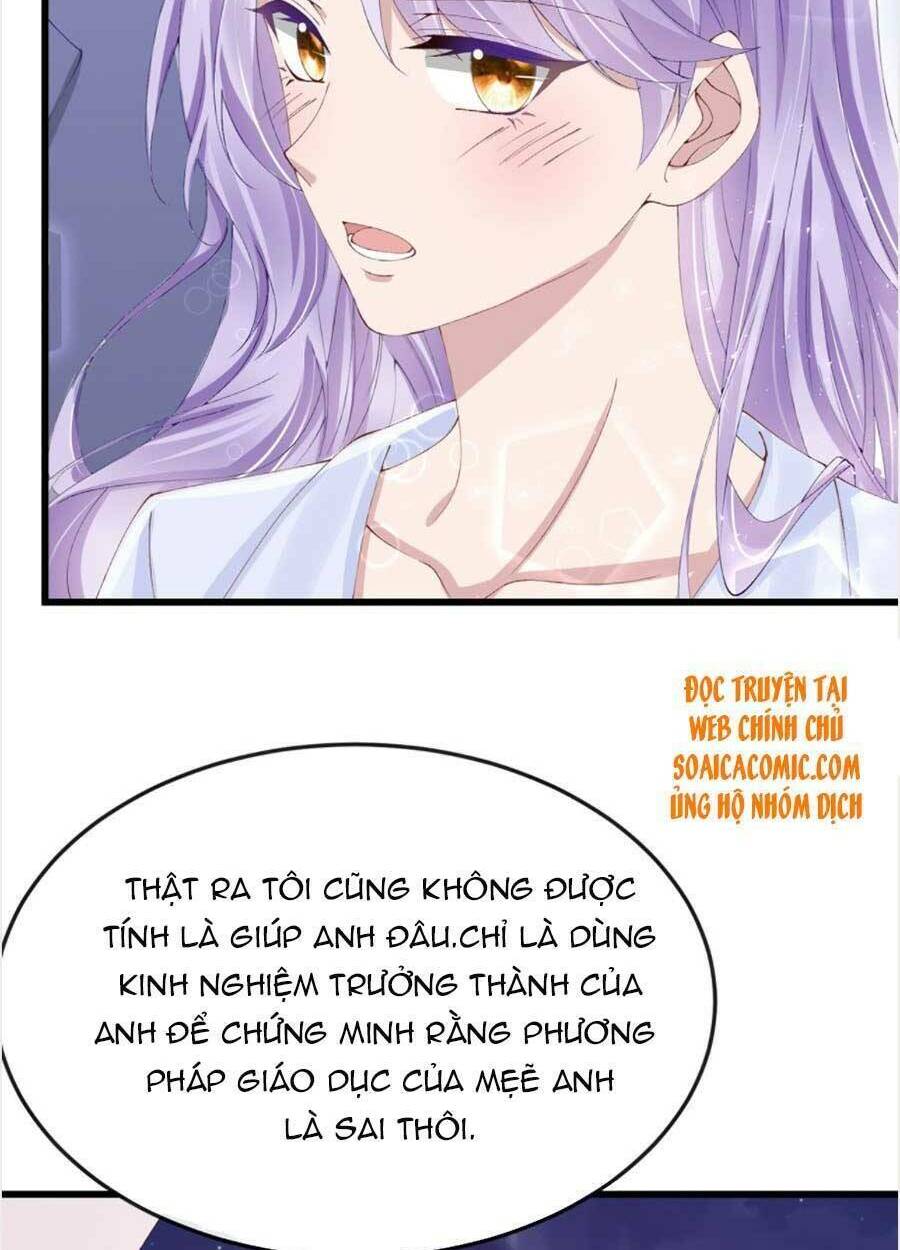 ĐỌC TRUYỆN TẠI
WEB CHÍNH CHỦ
SOAICACOMIC.COM
ỦNG HỘ NHÓM DỊCH
THẬT RA TÔI CŨNG KHÔNG ĐƯỢC
TÍNH LÀ GIÚP ANH ĐÂU.CHỈ LÀ DÙNG
KINH NGHIỆM TRƯỞNG THÀNH CỦA
ANH ĐỂ CHỨNG MINH RẰNG PHƯƠNG
PHÁP GIÁO DỤC CỦA MẸẼ ANH
LÀ SAI THÔI.